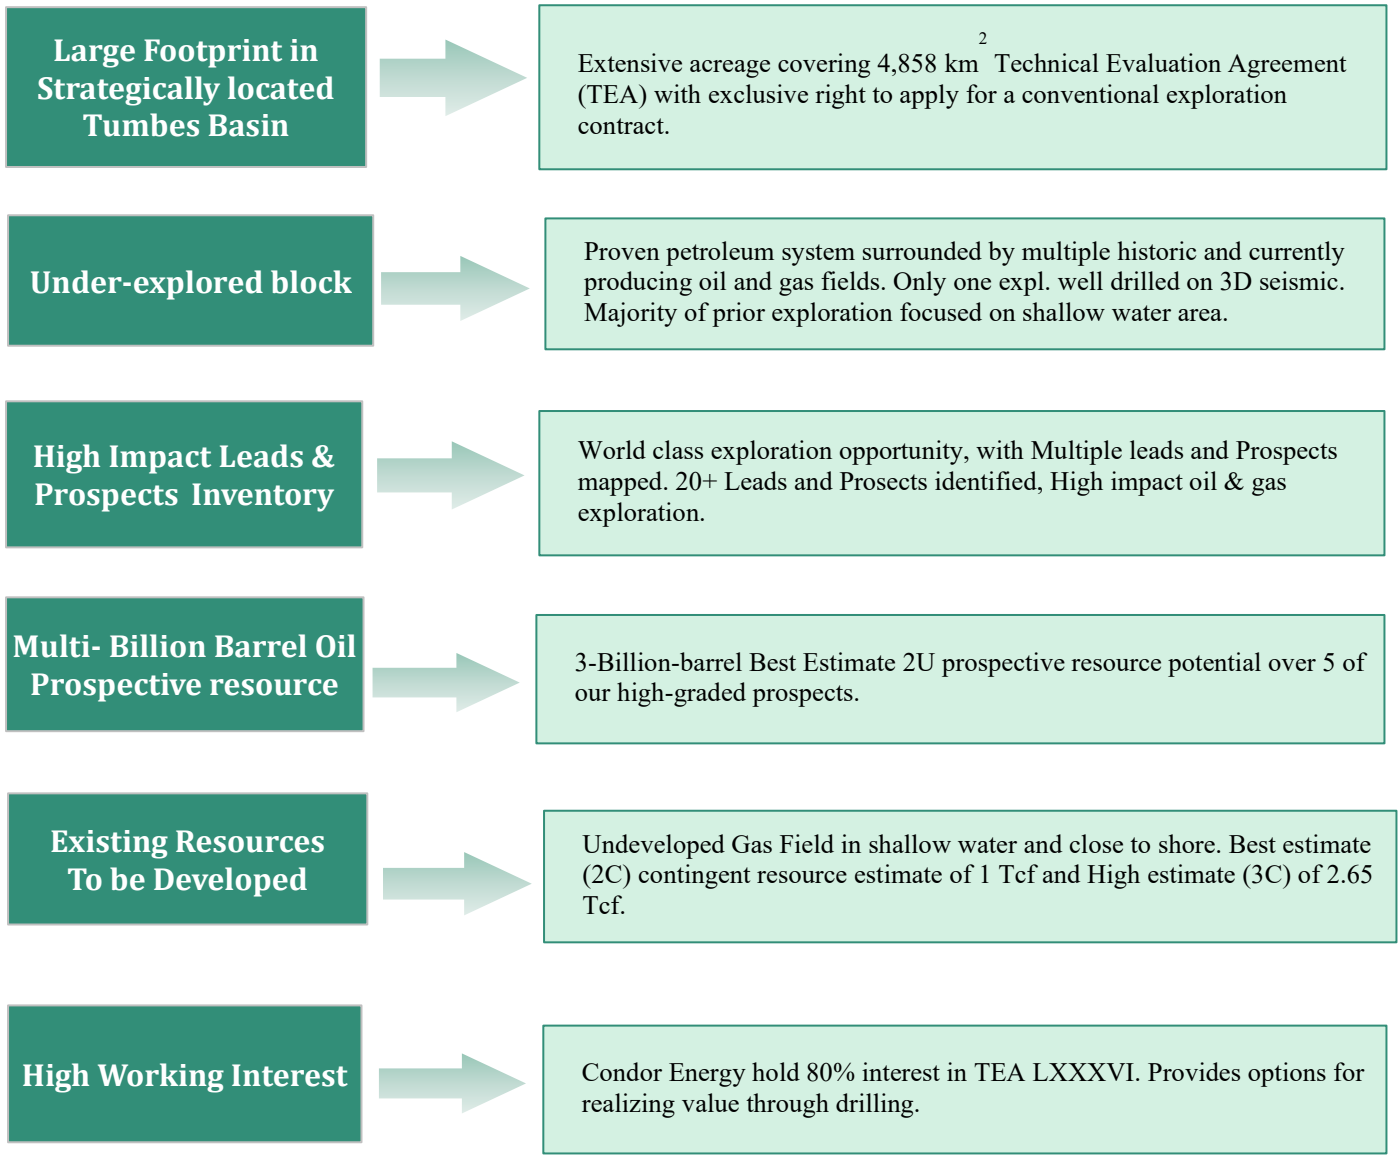 Large Footprint in
Strategically located
Tumbes Basin
Extensive acreage covering 4,858 km² Technical Evaluation Agreement
(TEA) with exclusive right to apply for a conventional exploration
contract.
Under-explored block
Proven petroleum system surrounded by multiple historic and currently
producing oil and gas fields. Only one expl. well drilled on 3D seismic.
Majority of prior exploration focused on shallow water area.
High Impact Leads &
Prospects Inventory
World class exploration opportunity, with Multiple leads and Prospects
mapped. 20+ Leads and Prosects identified, High impact oil & gas
exploration.
Multi- Billion Barrel Oil
Prospective resource
3-Billion-barrel Best Estimate 2U prospective resource potential over 5 of
our high-graded prospects.
Existing Resources
To be Developed
Undeveloped Gas Field in shallow water and close to shore. Best estimate
(2C) contingent resource estimate of 1 Tcf and High estimate (3C) of 2.65
Tcf.
High Working Interest
Condor Energy hold 80% interest in TEA LXXXVI. Provides options for
realizing value through drilling.